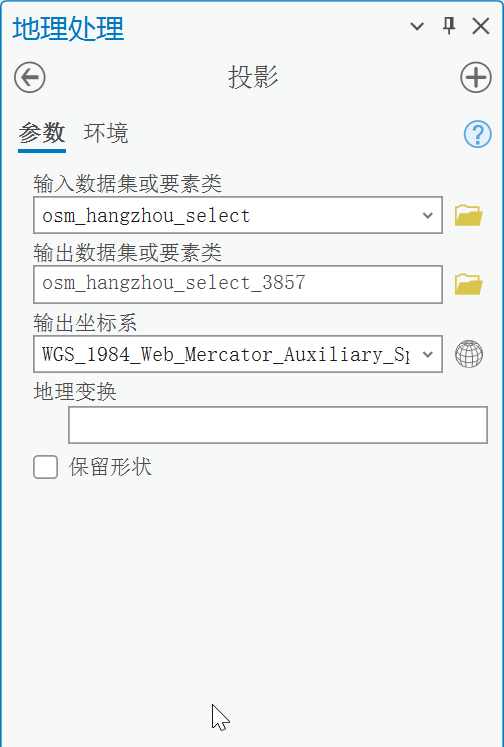 地理处理
投影
参数 环境
输入数据集或要素类
osm_hangzhou_select
输出数据集或要素类
osm_hangzhou_select_3857
输出坐标系
WGS_1984_Web_Mercator_Auxiliary_Sp
地理变换
保留形状